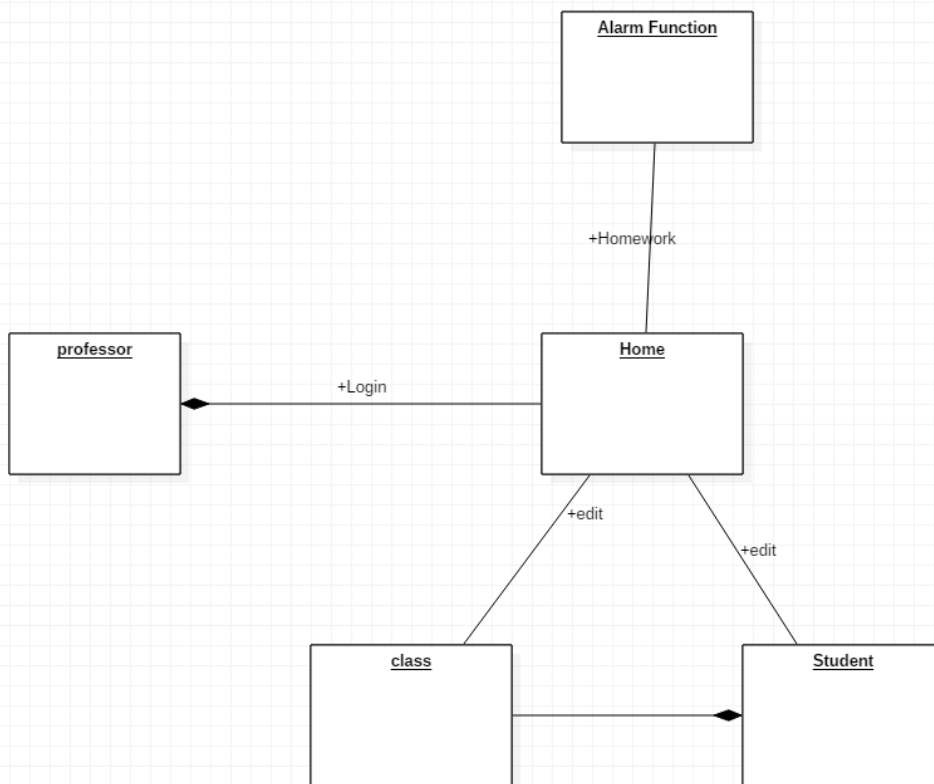 Alarm Function
+Homework
professor
+Login
Home
+edit
+edit
class
Student